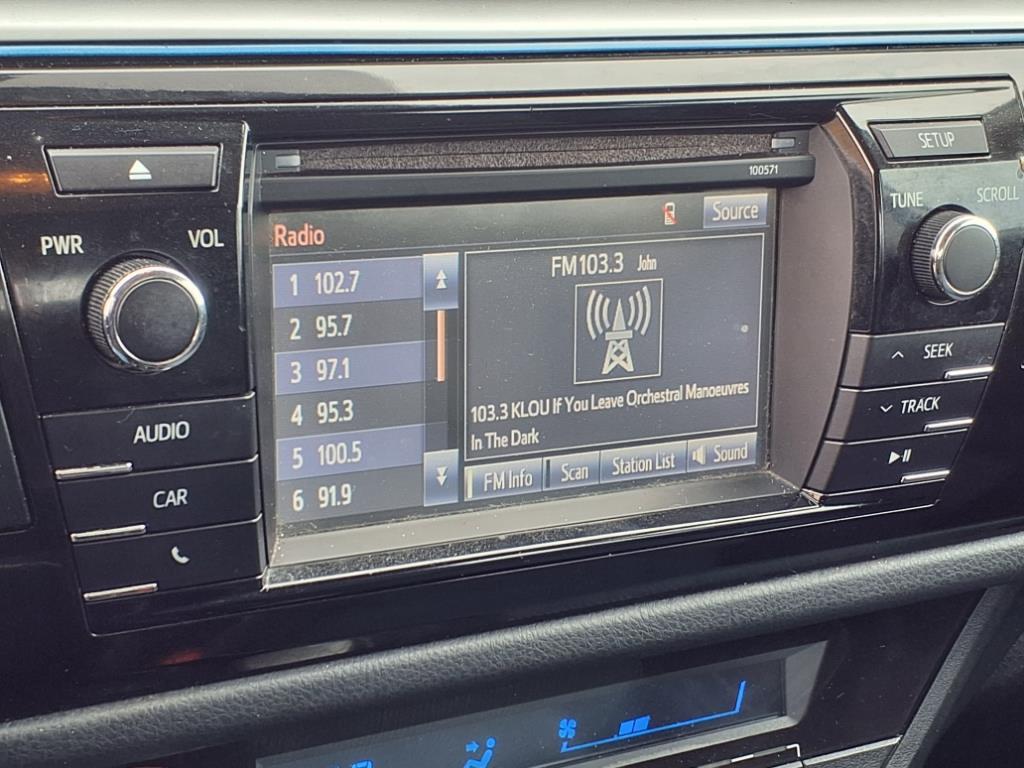 SETUP
100571
PWR
VOL
TUNE
SCROLL
Radio
Source
FM103.3 John
1 102.7
2 95.7
3 97.1
4 95.3
5 100.5
6 91.9
103.3 KLOU If You Leave Orchestral Manoeuvres
In The Dark
FM Info
Scan
Station List
Sound
SEEK
TRACK
AUDIO
CAR